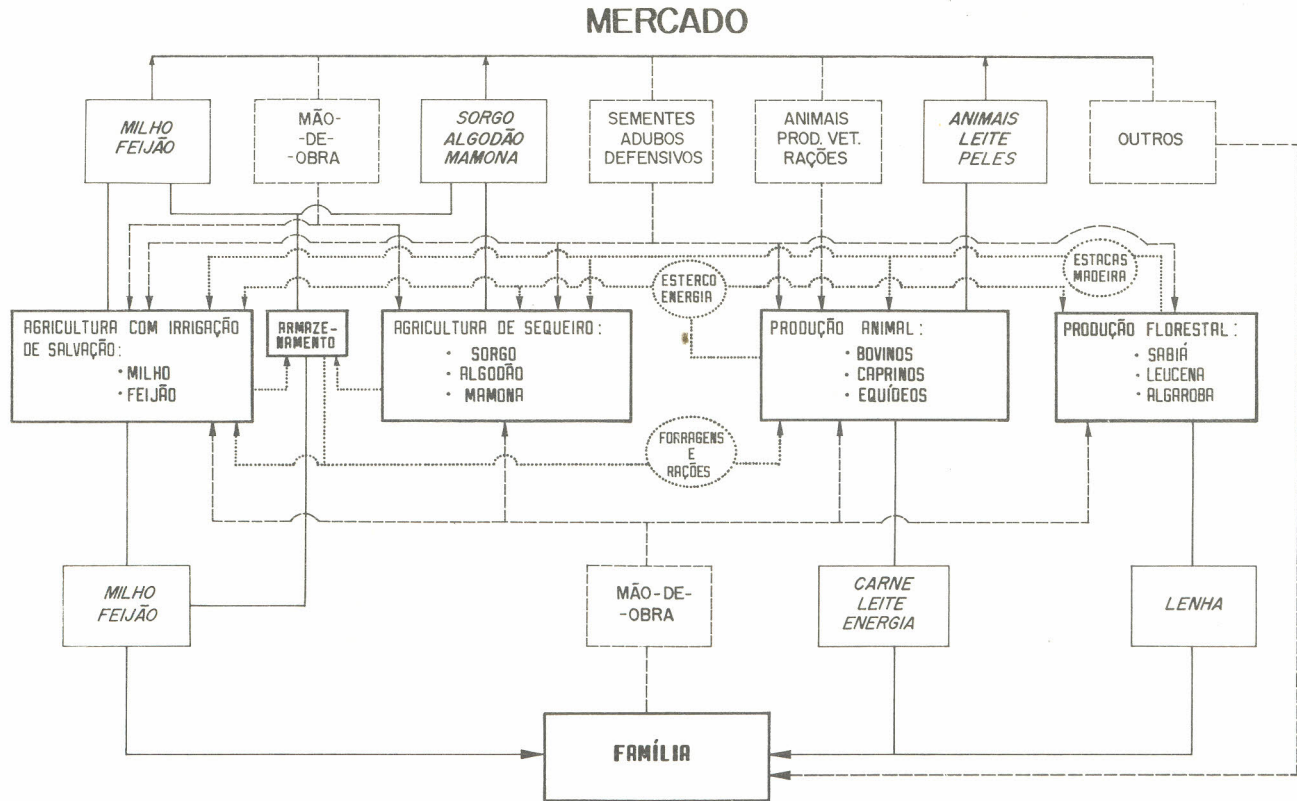 MERCADO
MILHO
FEIJÃO
MÃO-
-DE-
-OBRA
SORGO
ALGODÃO
MAMONA
SEMENTES
ADUBOS
DEFENSIVOS
ANIMAIS
PROD. VET.
RAÇÕES
ANIMAIS
LEITE
PELES
OUTROS
ESTERCO
ENERGIA
ESTACAS
MADEIRA
AGRICULTURA COM IRRIGAÇÃO
DE SALVAÇÃO:
• MILHO
• FEIJÃO
ARMAZE-
NAMENTO
AGRICULTURA DE SEQUEIRO:
• SORGO
• ALGODÃO
• MAMONA
PRODUÇÃO ANIMAL:
• BOVINOS
• CAPRINOS
• EQUÍDEOS
PRODUÇÃO FLORESTAL:
• SABIÁ
• LEUCENA
• ALGAROBA
FORRAGENS
E
RAÇÕES
MILHO
FEIJÃO
MÃO-DE-
-OBRA
CARNE
LEITE
ENERGIA
LENHA
FAMÍLIA